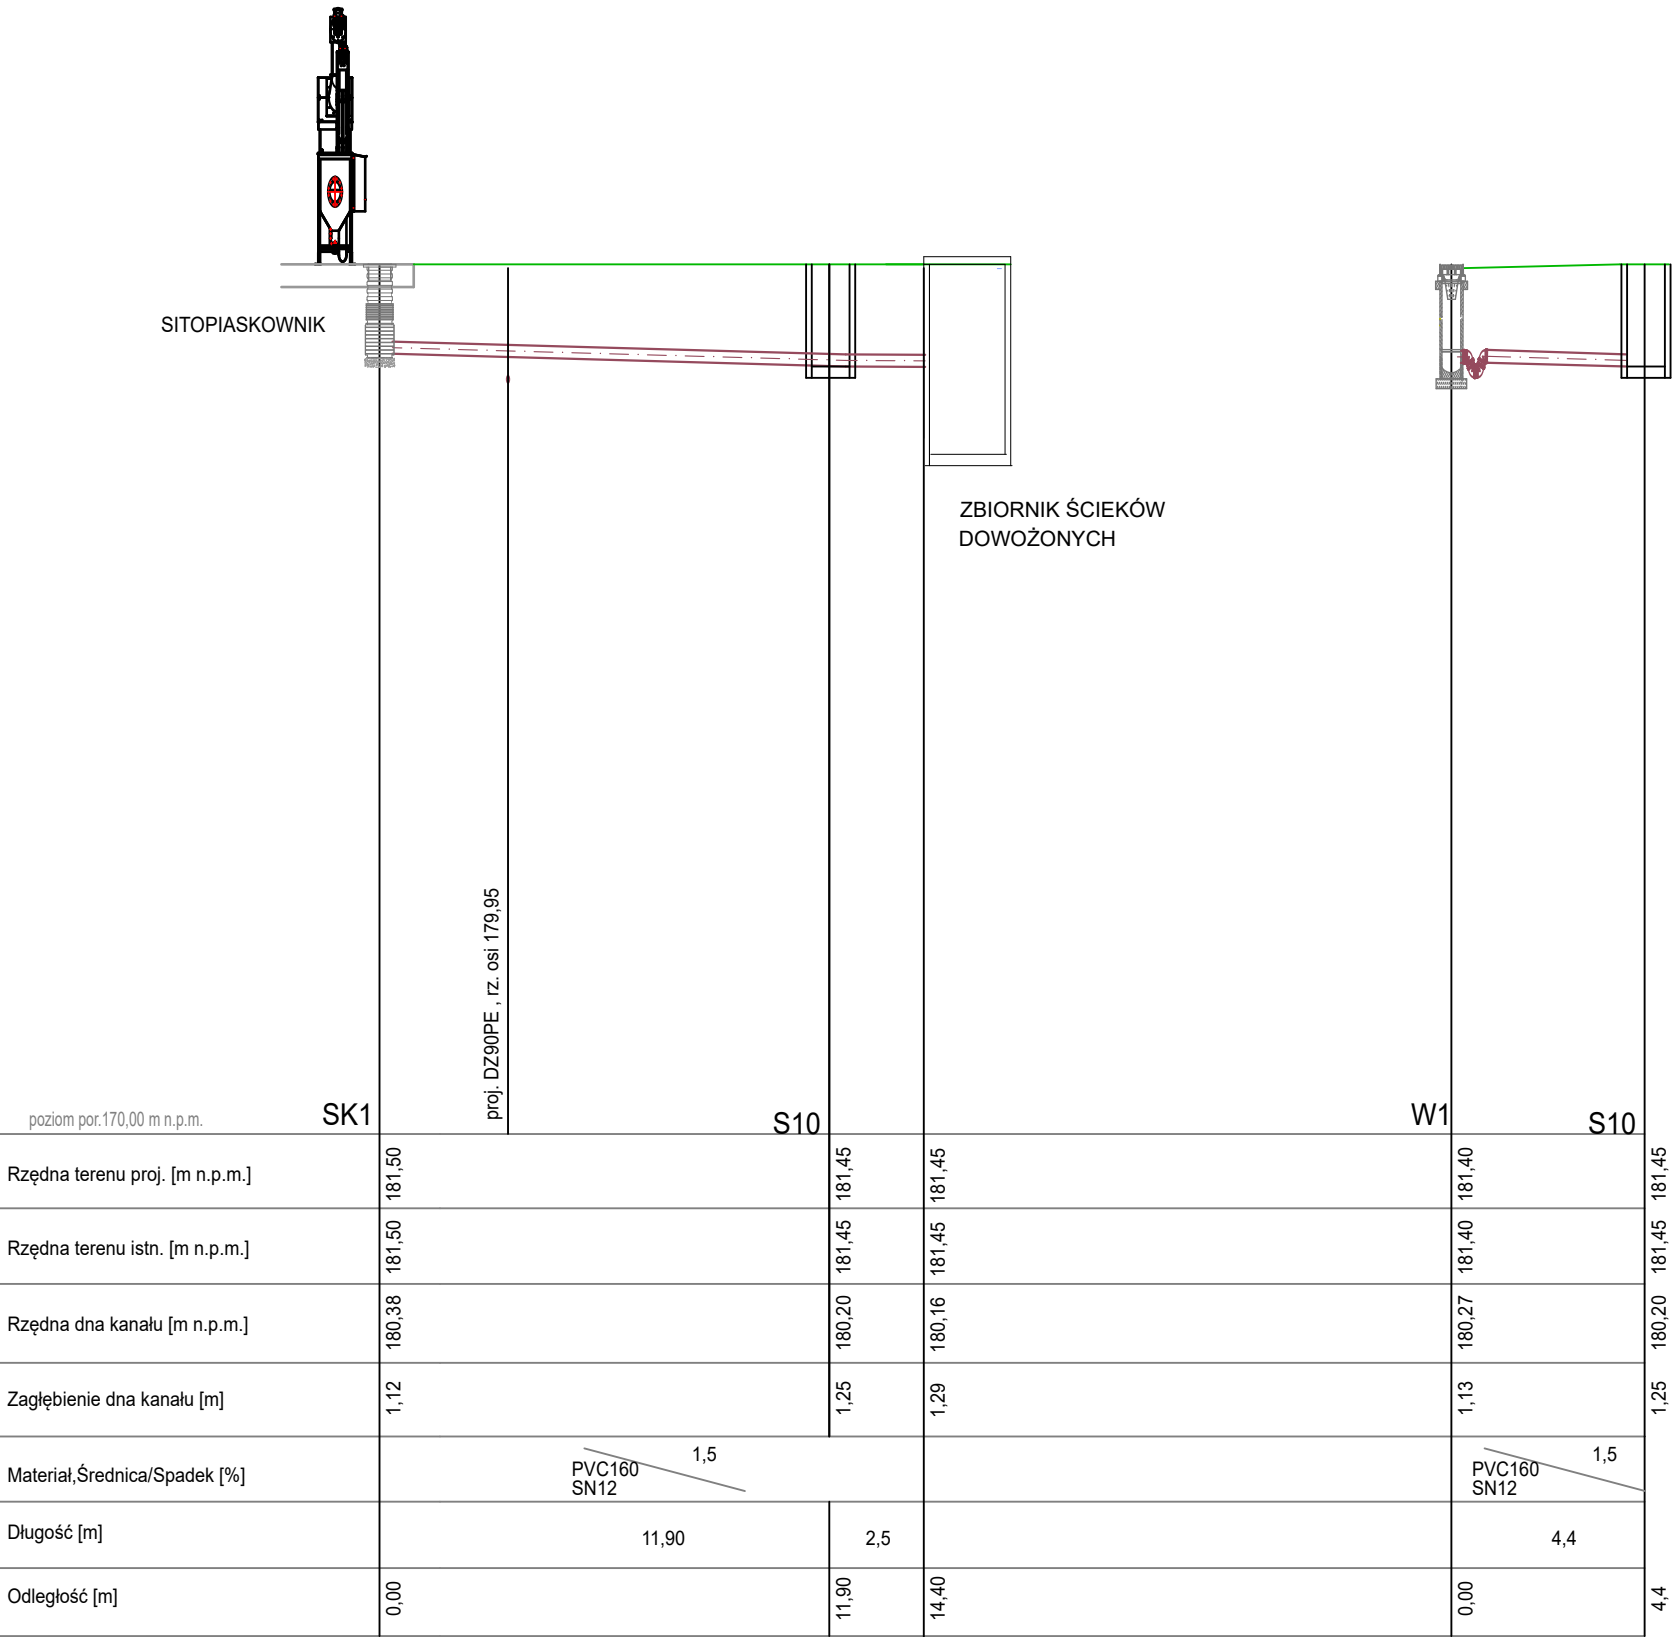 SITOPIASKOWNIK
ZBIORNIK ŚCIEKÓW
DOWOŻONYCH
proj. DZ90PE , rz. osi 179,95
poziom por.170,00 m n.p.m.
SK1
S10
W1
S10
Rzędna terenu proj. [m n.p.m.]
181,50
181,45
181,45
181,40
181,45
Rzędna terenu istn. [m n.p.m.]
181,50
181,45
181,45
181,40
181,45
Rzędna dna kanału [m n.p.m.]
180,38
180,20
180,16
180,27
180,20
Zagłębienie dna kanału [m]
1,12
1,25
1,29
1,13
1,25
Materiał,Średnica/Spadek [%]
PVC160
SN12
1,5
PVC160
SN12
1,5
Długość [m]
11,90
2,5
4,4
Odległość [m]
0,00
11,90
14,40
0,00
4,4